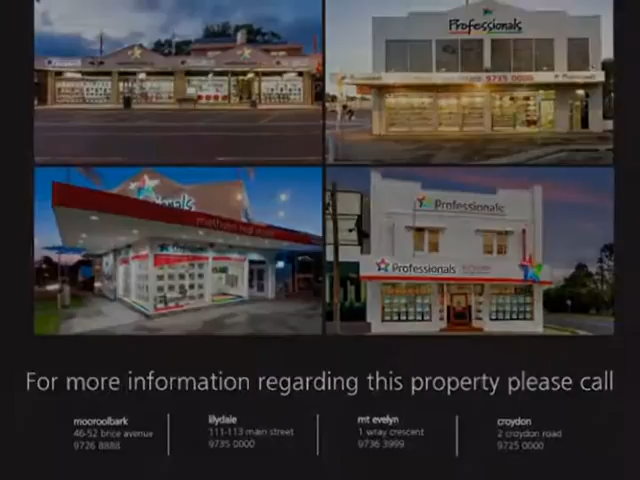 Professionals
9735 0000
Professionals
Professionals
For more information regarding this property please call
mooroolbark
46-52 brice avenue
9726 8888
lilydale
111-113 main street
9735 0000
mt evelyn
1 wray crescent
9736 3999
croydon
2 croydon road
9725 0000